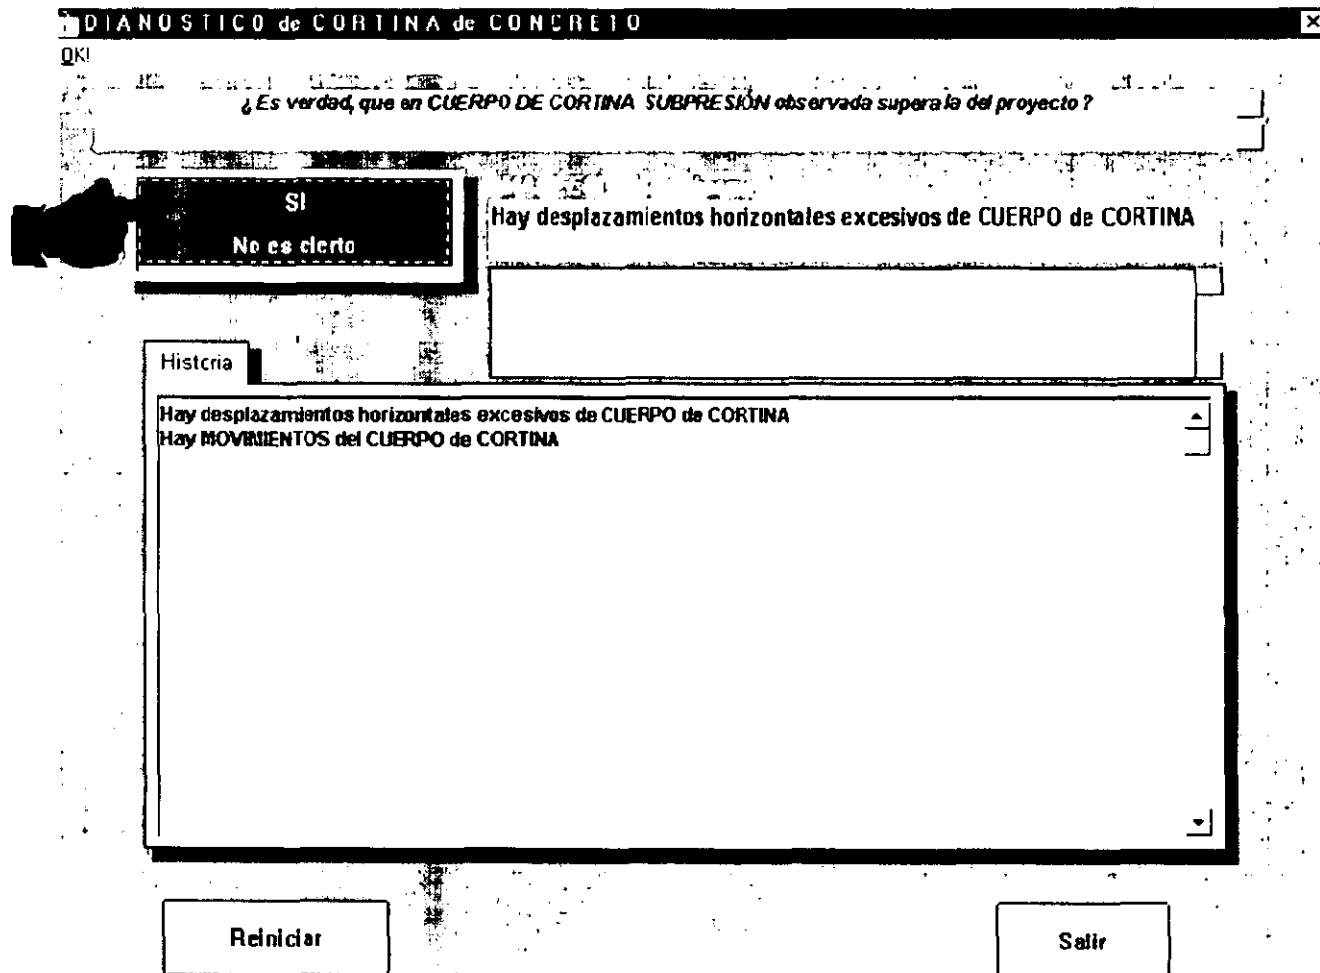 DIANOSTICO de CORTINA de CONCRETO
OK!
¿Es verdad, que en CUERPO DE CORTINA SUBPRESIÓN observada supera la del proyecto ?
SI
No es cierto
Hay desplazamientos horizontales excesivos de CUERPO de CORTINA
Historia
Hay desplazamientos horizontales excesivos de CUERPO de CORTINA
Hay MOVIMIENTOS del CUERPO de CORTINA
Reiniciar
Salir